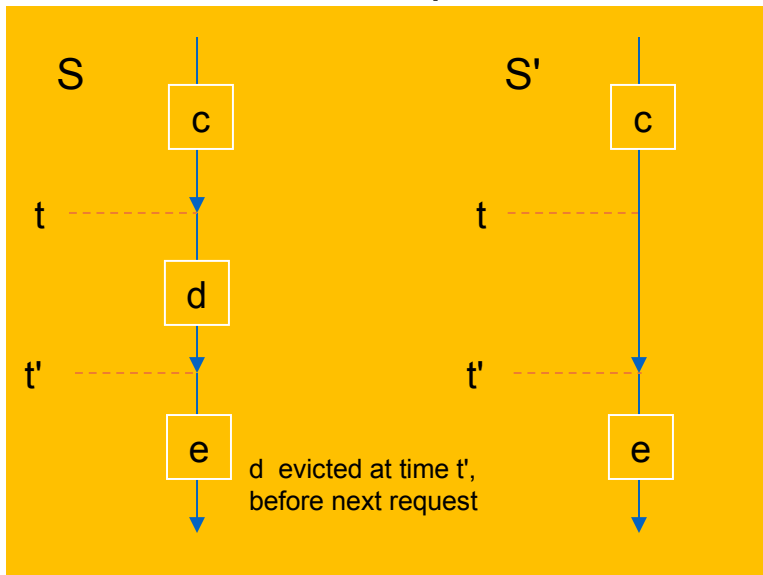 S
S'
c
c
t
t
d
t'
t'
e
e
d evicted at time t',
before next request